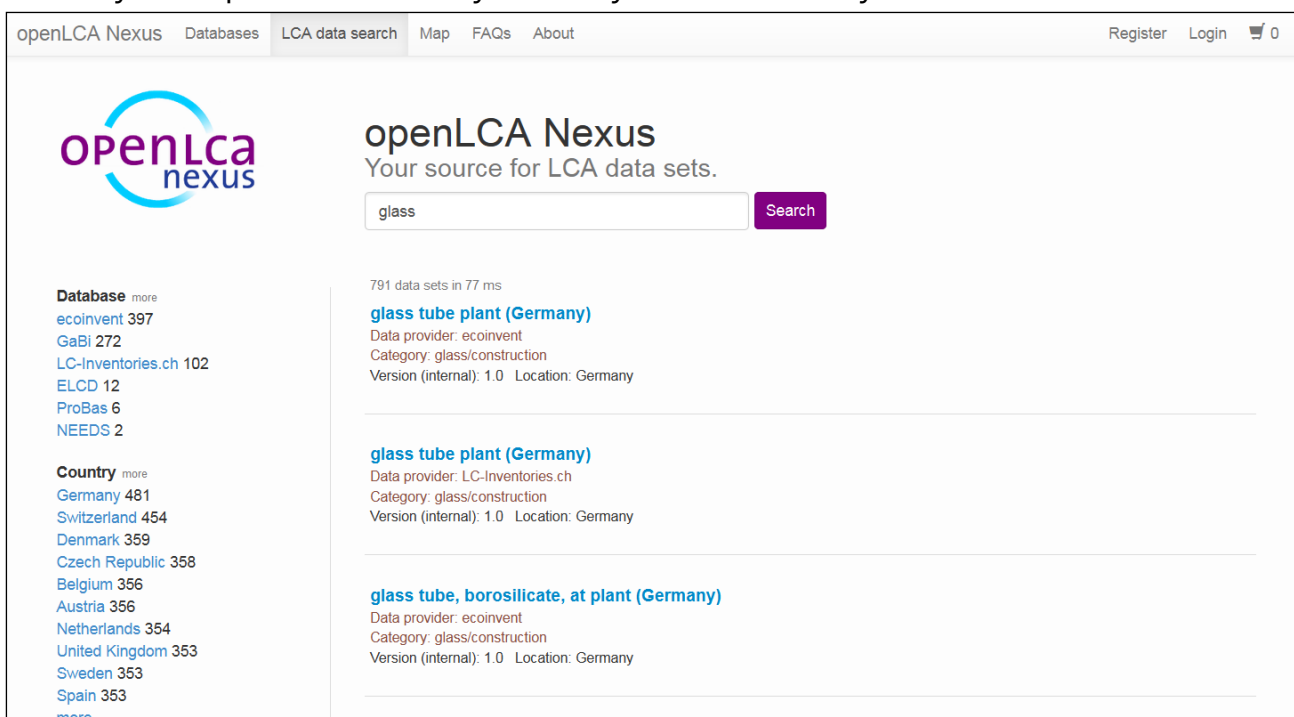 openLCA Nexus Databases LCA data search Map FAQs About Register Login 0
openLca
nexus
openLCA Nexus
Your source for LCA data sets.
glass
Search
Database more
ecoinvent 397
GaBi 272
LC-Inventories.ch 102
ELCD 12
ProBas 6
NEEDS 2
Country more
Germany 481
Switzerland 454
Denmark 359
Czech Republic 358
Belgium 356
Austria 356
Netherlands 354
United Kingdom 353
Sweden 353
Spain 353
more
791 data sets in 77 ms
glass tube plant (Germany)
Data provider: ecoinvent
Category: glass/construction
Version (internal): 1.0 Location: Germany
glass tube plant (Germany)
Data provider: LC-Inventories.ch
Category: glass/construction
Version (internal): 1.0 Location: Germany
glass tube, borosilicate, at plant (Germany)
Data provider: ecoinvent
Category: glass/construction
Version (internal): 1.0 Location: Germany